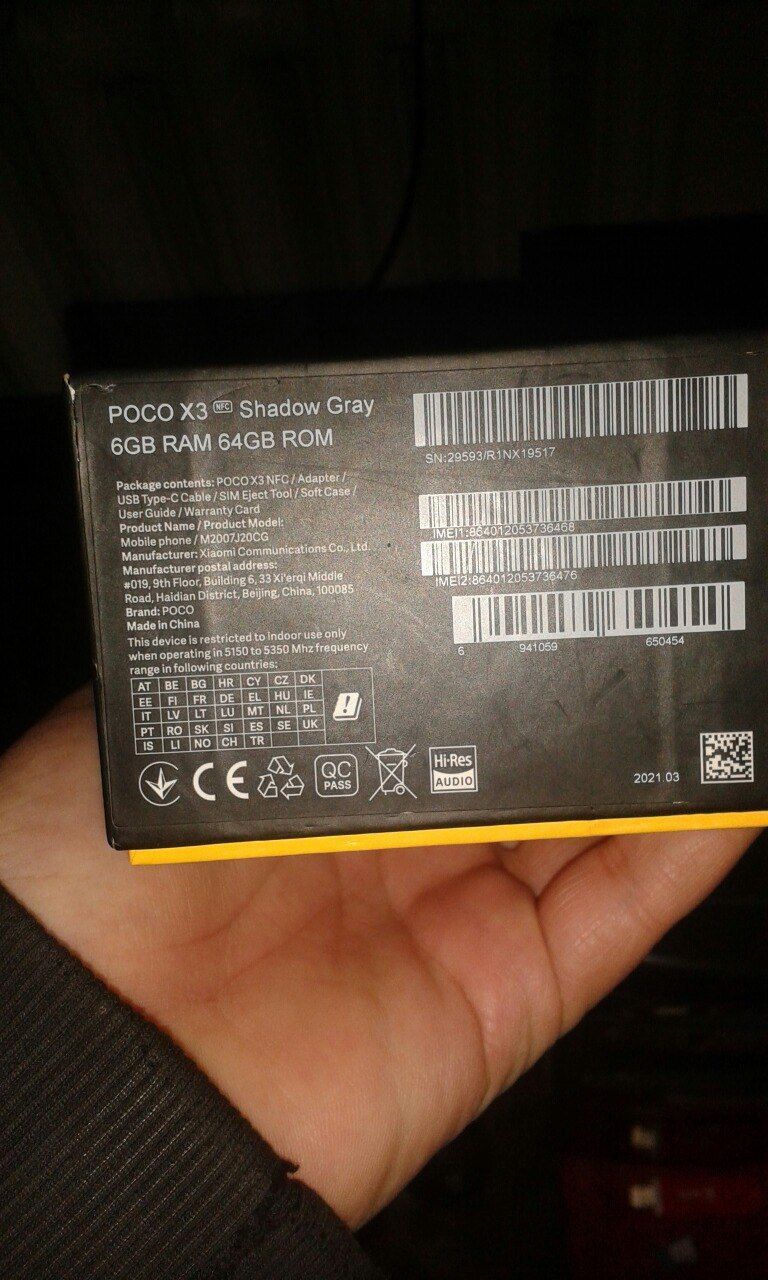 POCO X3 NFC Shadow Gray
6GB RAM 64GB ROM
Package contents: POCO X3 NFC / Adapter /
USB Type-C Cable / SIM Eject Tool / Soft Case /
User Guide / Warranty Card
Product Name / Product Model:
Mobile phone / M2007J20CG
Manufacturer: Xiaomi Communications Co., Ltd.
Manufacturer postal address:
#019, 9th Floor, Building 6, 33 Xi'erqi Middle
Road, Haidian District, Beijing, China, 100085
Brand: POCO
Made in China
This device is restricted to indoor use only
when operating in 5150 to 5350 Mhz frequency
range in following countries:
AT BE BG HR CY CZ DK
EE FI FR DE EL HU IE
IT LV LT LU MT NL PL
PT RO SK SI ES SE UK
IS LI NO CH TR
!
CE
QC
PASS
Hi-Res
AUDIO
SN:29593/R1NX19517
IMEI1:864012053736468
IMEI2:864012053736476
6 941059 650454
2021.03